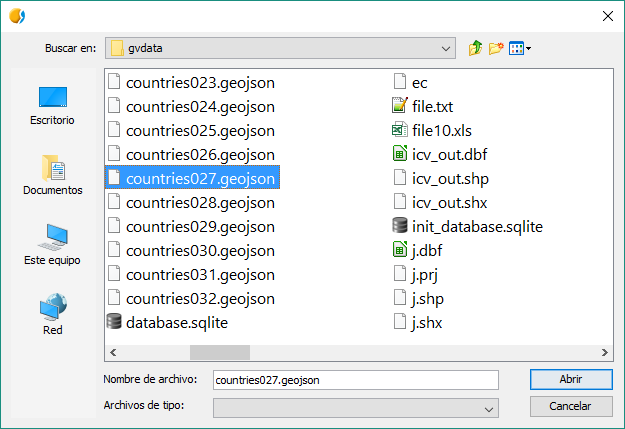 Buscar en: gvdata
Escritorio
Documentos
Este equipo
Red
countries023.geojson
countries024.geojson
countries025.geojson
countries026.geojson
countries027.geojson
countries028.geojson
countries029.geojson
countries030.geojson
countries031.geojson
countries032.geojson
database.sqlite
ec
file.txt
file10.xls
icv_out.dbf
icv_out.shp
icv_out.shx
init_database.sqlite
j.dbf
j.prj
j.shp
j.shx
Nombre de archivo: countries027.geojson
Abrir
Archivos de tipo:
Cancelar